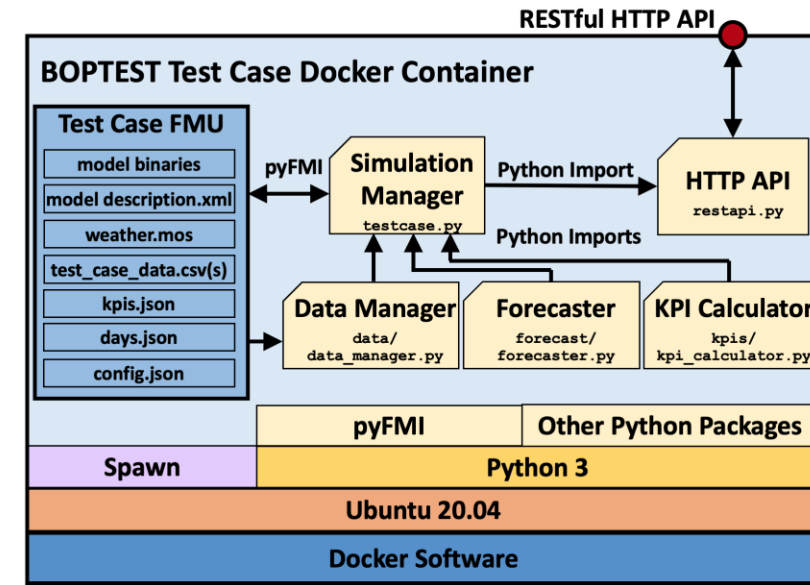 RESTful HTTP API
BOPTEST Test Case Docker Container
Test Case FMU
model binaries
model description.xml
weather.mos
test_case_data.csv(s)
kpis.json
days.json
config.json
pyFMI
Simulation
Manager
testcase.py
Python Import
HTTP API
restapi.py
Python Imports
Data Manager
data/
data_manager.py
Forecaster
forecast/
forecaster.py
KPI Calculator
kpis/
kpi_calculator.py
pyFMI
Other Python Packages
Spawn
Python 3
Ubuntu 20.04
Docker Software